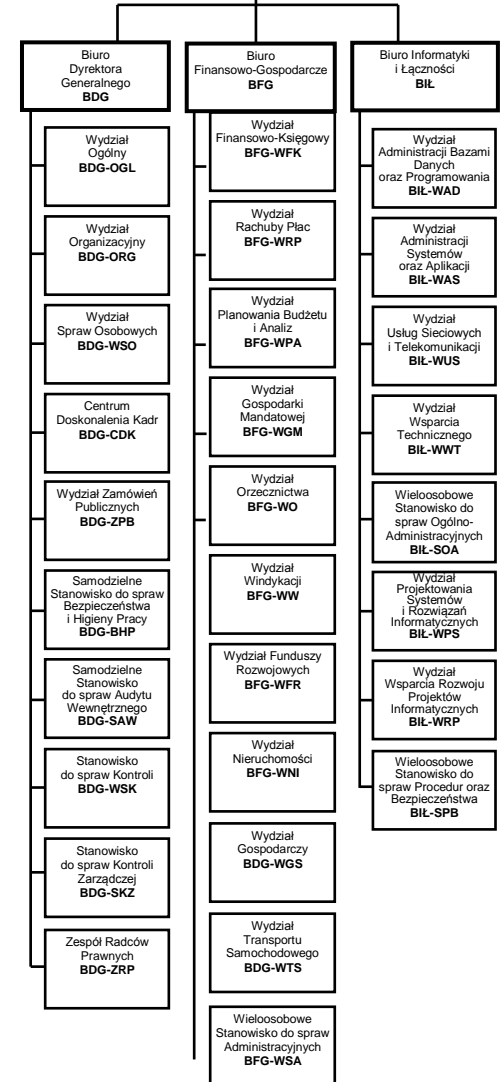 Biuro
Dyrektora
Generalnego
BDG
Wydział
Ogólny
BDG-OGL
Wydział
Organizacyjny
BDG-ORG
Wydział
Spraw Osobowych
BDG-WSO
Centrum
Doskonalenia Kadr
BDG-CDK
Wydział Zamówień
Publicznych
BDG-ZPB
Samodzielne
Stanowisko do spraw
Bezpieczeństwa
i Higieny Pracy
BDG-BHP
Samodzielne
Stanowisko
do spraw Audytu
Wewnętrznego
BDG-SAW
Stanowisko
do spraw Kontroli
BDG-WSK
Stanowisko
do spraw Kontroli
Zarządczej
BDG-SKZ
Zespół Radców
Prawnych
BDG-ZRP
Biuro
Finansowo-Gospodarcze
BFG
Wydział
Finansowo-Księgowy
BFG-WFK
Wydział
Rachuby Płac
BFG-WRP
Wydział
Planowania Budżetu
i Analiz
BFG-WPA
Wydział
Gospodarki
Mandatowej
BFG-WGM
Wydział
Orzecznictwa
BFG-WO
Wydział
Windykacji
BFG-WW
Wydział Funduszy
Rozwojowych
BFG-WFR
Wydział
Nieruchomości
BFG-WNI
Wydział
Gospodarczy
BDG-WGS
Wydział
Transportu
Samochodowego
BDG-WTS
Wieloosobowe
Stanowisko do spraw
Administracyjnych
BFG-WSA
Biuro Informatyki
i Łączności
BIŁ
Wydział
Administracji Bazami
Danych
oraz Programowania
BIŁ-WAD
Wydział
Administracji
Systemów
oraz Aplikacji
BIŁ-WAS
Wydział
Usług Sieciowych
i Telekomunikacji
BIŁ-WUS
Wydział
Wsparcia
Technicznego
BIŁ-WWT
Wieloosobowe
Stanowisko do
spraw Ogólno-
Administracyjnych
BIŁ-SOA
Wydział
Projektowania
Systemów
i Rozwiązań
Informatycznych
BIŁ-WPS
Wydział
Wsparcia Rozwoju
Projektów
Informatycznych
BIŁ-WRP
Wieloosobowe
Stanowisko do
spraw Procedur oraz
Bezpieczeństwa
BIŁ-SPB